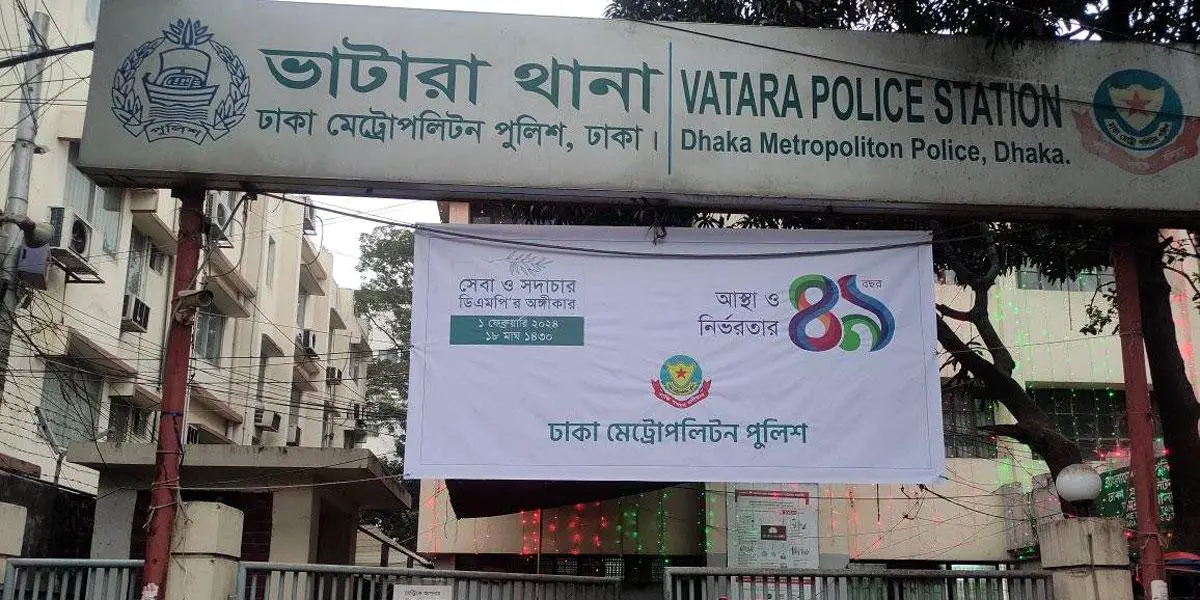 ভাটারা থানা
ঢাকা মেট্রোপলিটন পুলিশ, ঢাকা।
পুলিশ
VATARA POLICE STATION
Dhaka Metropoliton Police, Dhaka.
সেবা ও সদাচার
ডিএমপি'র অঙ্গীকার
১ ফেব্রুয়ারি ২০২৪
১৮ মাঘ ১৪৩০
আস্থা ও
নির্ভরতার
৪৯ বছর
ঢাকা মেট্রোপলিটন পুলিশ